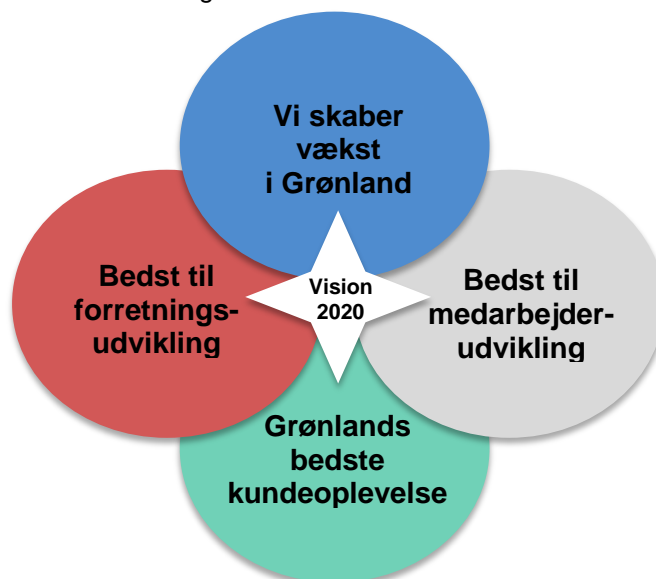 Vi skaber
vækst
i Grønland
Bedst til
forretnings-
udvikling
Vision
2020
Bedst til
medarbejder-
udvikling
Grønlands
bedste
kundeoplevelse